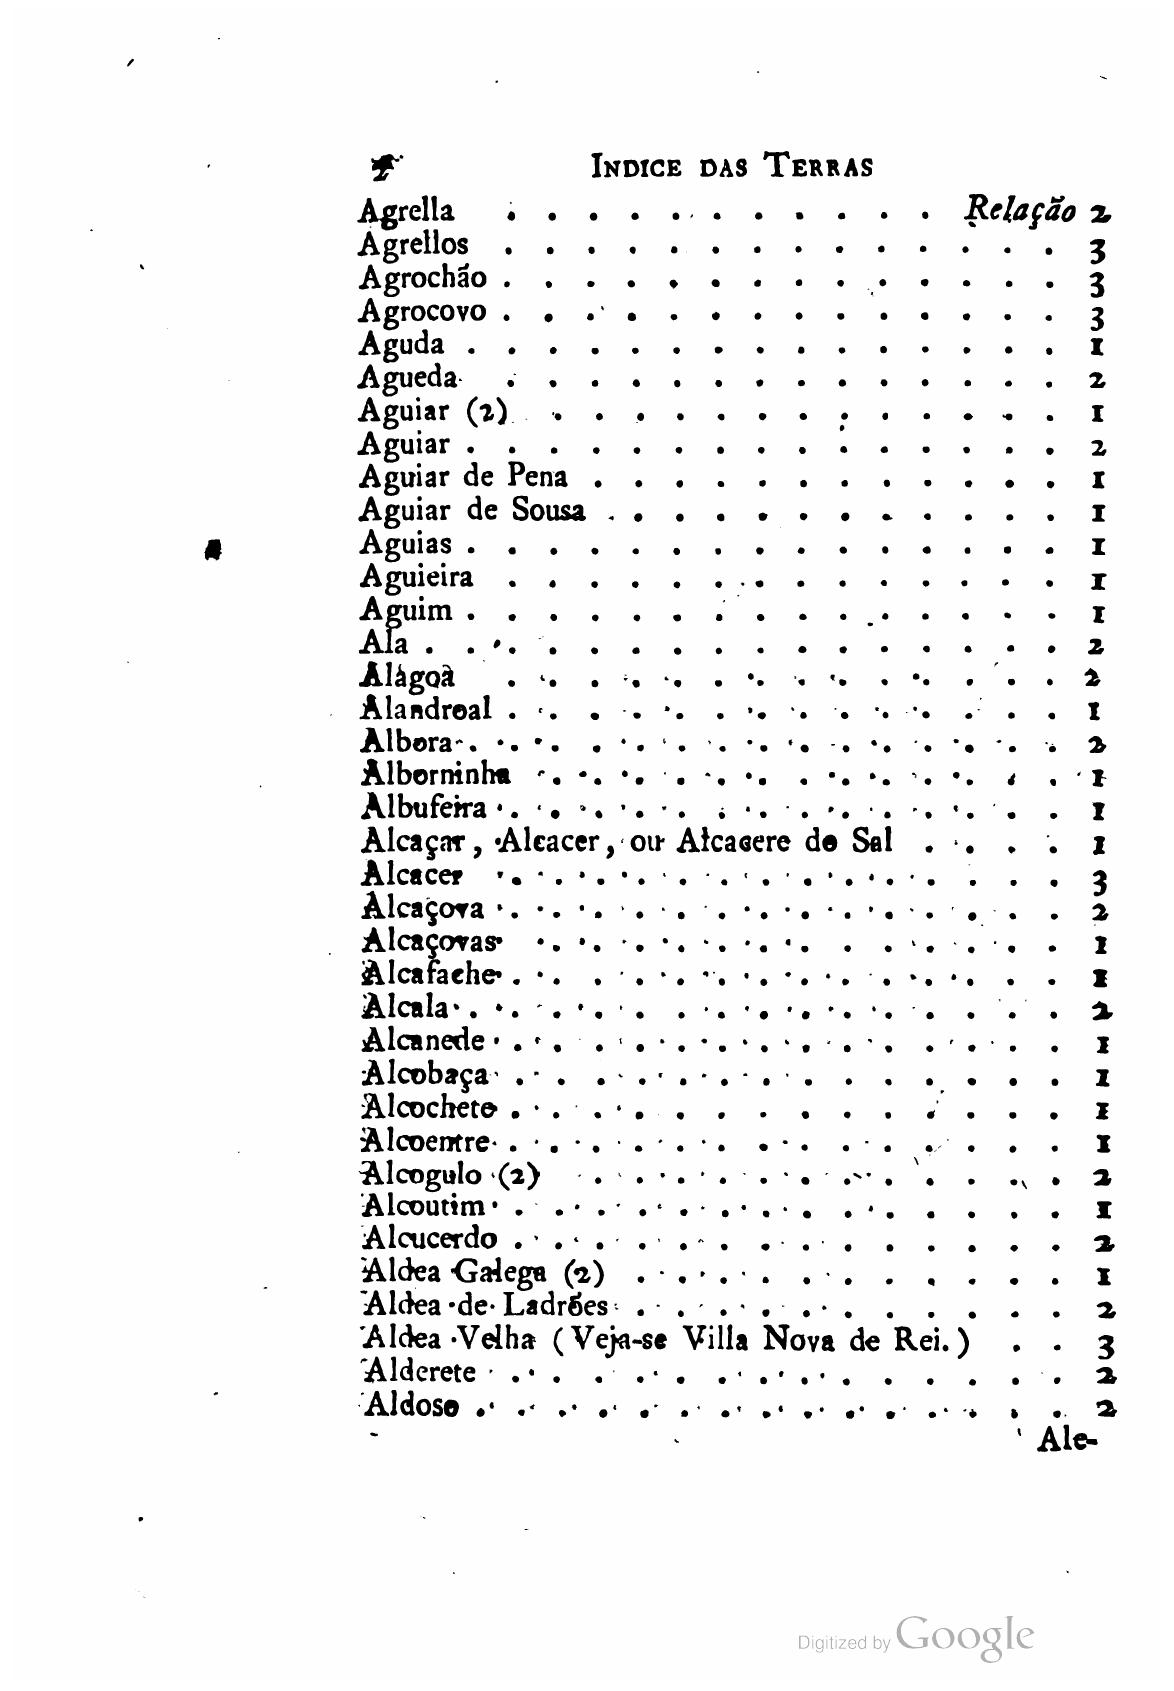 INDICE DAS TERRAS
Agrella . . . . . . . . . . . Relação 2
Agrellos . . . . . . . . . . . . . . 3
Agrochão . . . . . . . . . . . . . . 3
Agrocovo . . . . . . . . . . . . . . 3
Aguda . . . . . . . . . . . . . . . 1
Agueda . . . . . . . . . . . . . . 2
Aguiar (2) . . . . . . . . . . . . . 1
Aguiar . . . . . . . . . . . . . . . 2
Aguiar de Pena . . . . . . . . . . . . 1
Aguiar de Sousa . . . . . . . . . . . . 1
Aguias . . . . . . . . . . . . . . . 1
Aguieira . . . . . . . . . . . . . . 1
Aguim . . . . . . . . . . . . . . . 1
Ala . . . . . . . . . . . . . . . . 2
Alagoa . . . . . . . . . . . . . . 2
Alandroal . . . . . . . . . . . . . . 1
Albora . . . . . . . . . . . . . . . 2
Alborninha . . . . . . . . . . . . . 1
Albufeira . . . . . . . . . . . . . . 1
Alcaçar, Alcacer, ou Alcacere do Sal . . . . 1
Alcacer . . . . . . . . . . . . . . 3
Alcaçova . . . . . . . . . . . . . . 2
Alcaçovas . . . . . . . . . . . . . 1
Alcafache . . . . . . . . . . . . . . 1
Alcala . . . . . . . . . . . . . . . 2
Alcanede . . . . . . . . . . . . . . 1
Alcobaça . . . . . . . . . . . . . . 1
Alcochete . . . . . . . . . . . . . . 1
Alcoentre . . . . . . . . . . . . . . 1
Alcogulo (2) . . . . . . . . . . . . 2
Alcoutim . . . . . . . . . . . . . . 1
Alcucerdo . . . . . . . . . . . . . . 2
Aldea Galega (2) . . . . . . . . . . . 1
Aldea de Ladrões . . . . . . . . . . . 2
Aldea Velha (Veja-se Villa Nova de Rei.) . . 3
Alderete . . . . . . . . . . . . . . 2
Aldoso . . . . . . . . . . . . . . . 2
Ale-
Digitized by Google